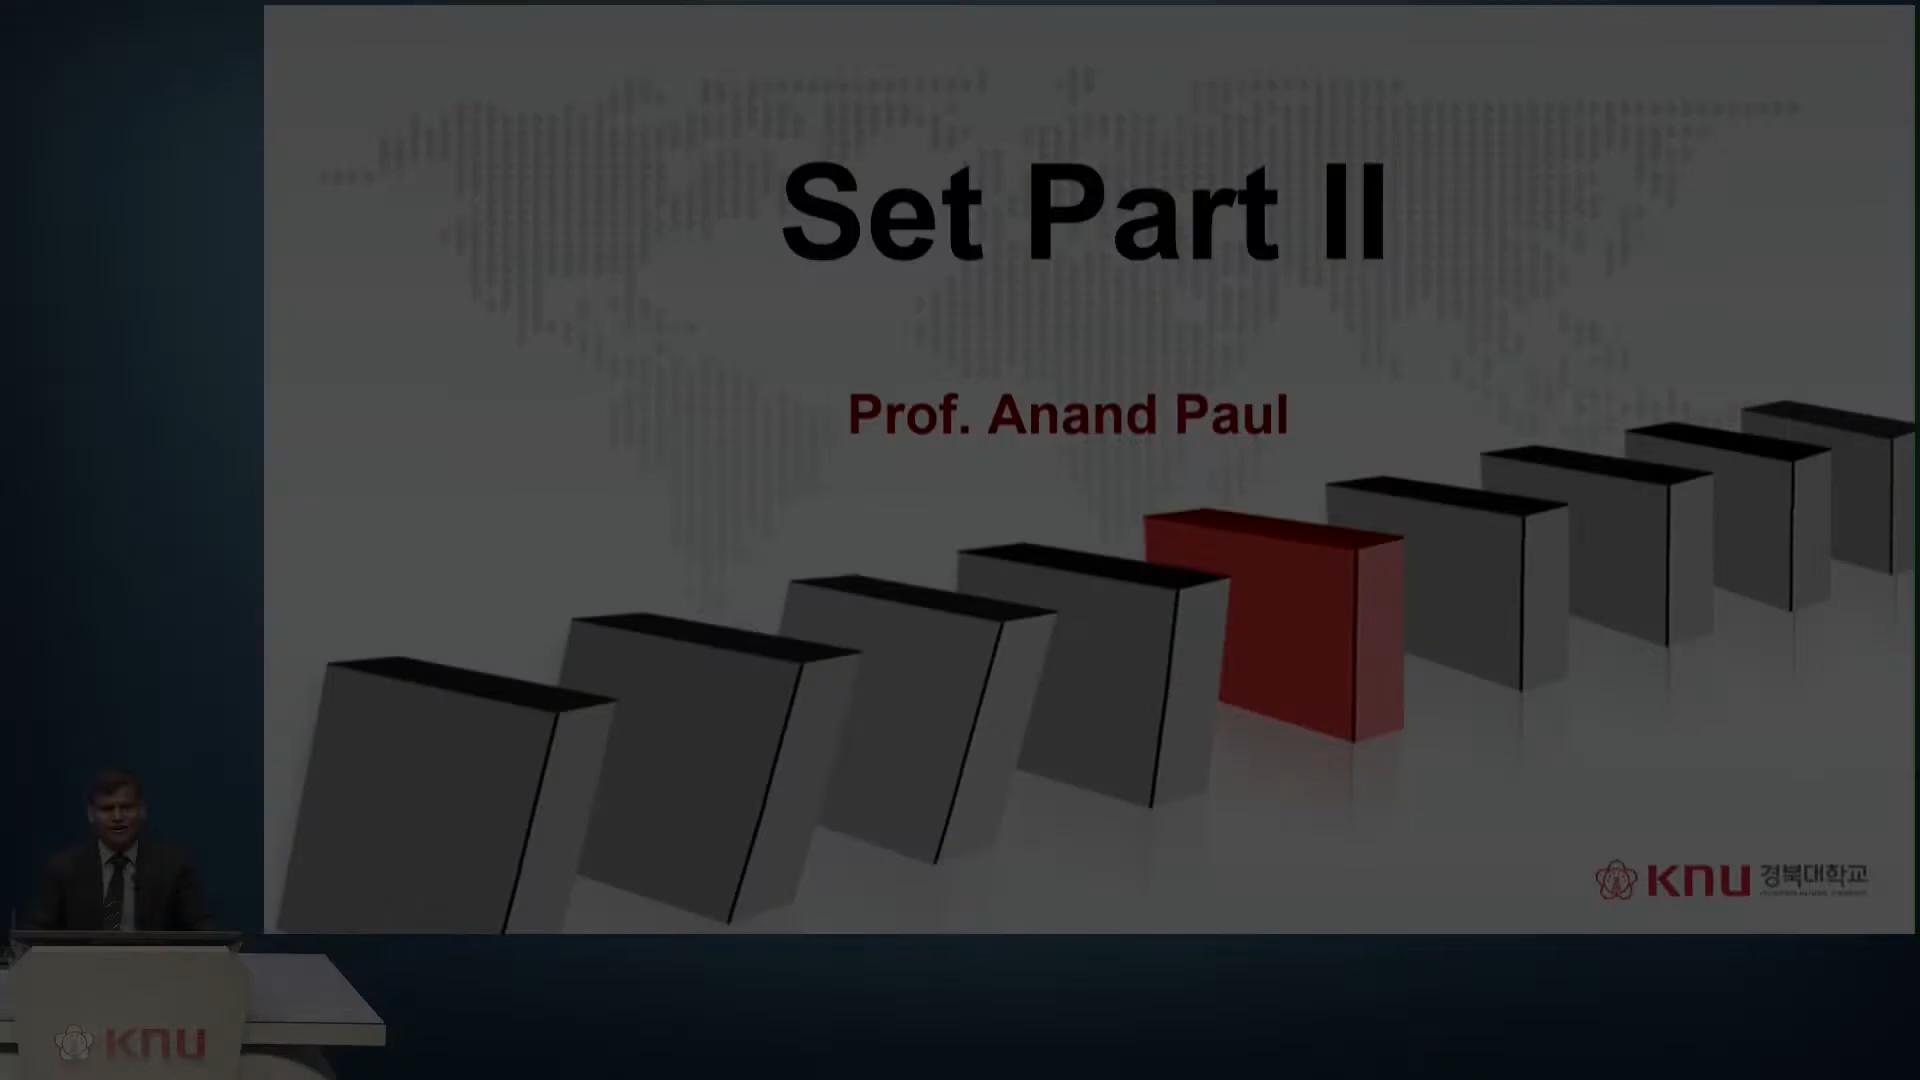 Set Part II
Prof. Anand Paul
KNU 경북대학교
KNU